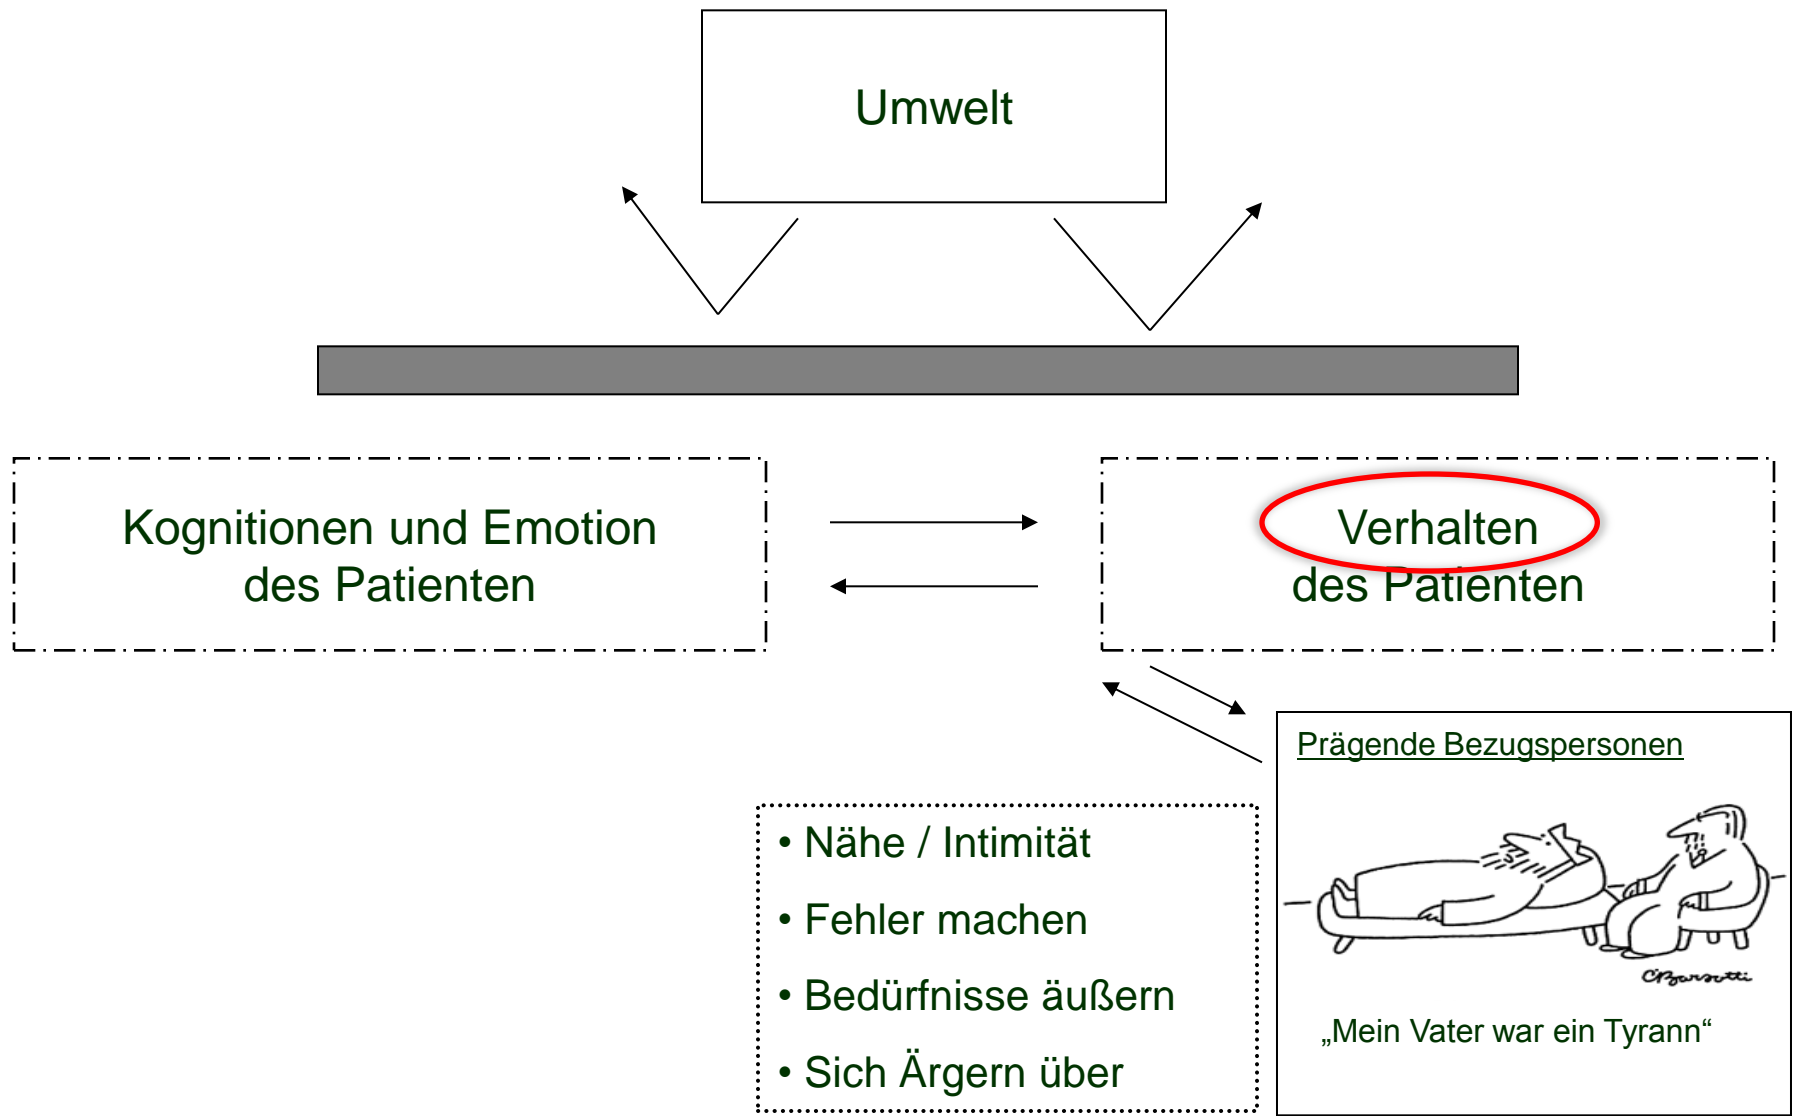 Umwelt
Kognitionen und Emotion
des Patienten
Verhalten
des Patienten
Prägende Bezugspersonen
• Nähe / Intimität
• Fehler machen
• Bedürfnisse äußern
• Sich Ärgern über
CBarsotti
„Mein Vater war ein Tyrann“